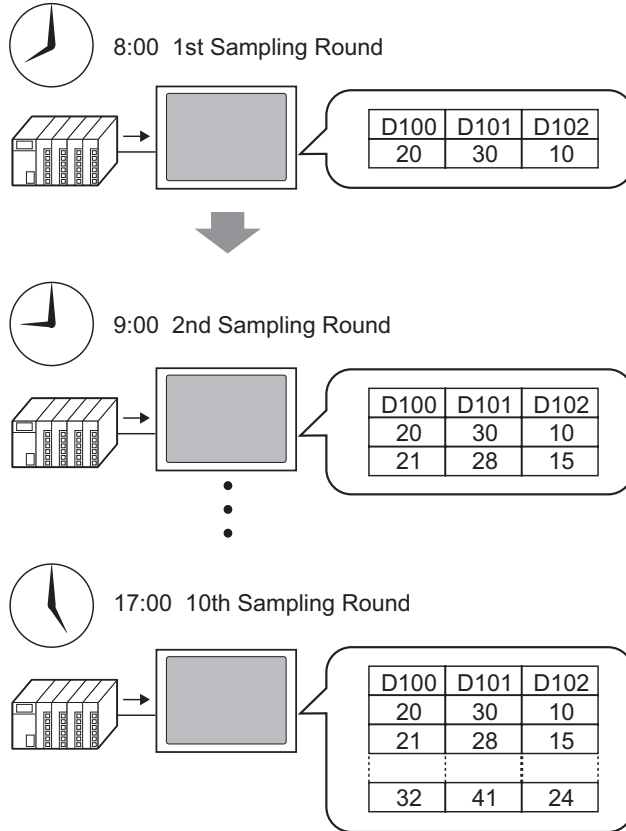 8:00 1st Sampling Round
D100 D101 D102
20 30 10
9:00 2nd Sampling Round
D100 D101 D102
20 30 10
21 28 15
17:00 10th Sampling Round
D100 D101 D102
20 30 10
21 28 15
32 41 24